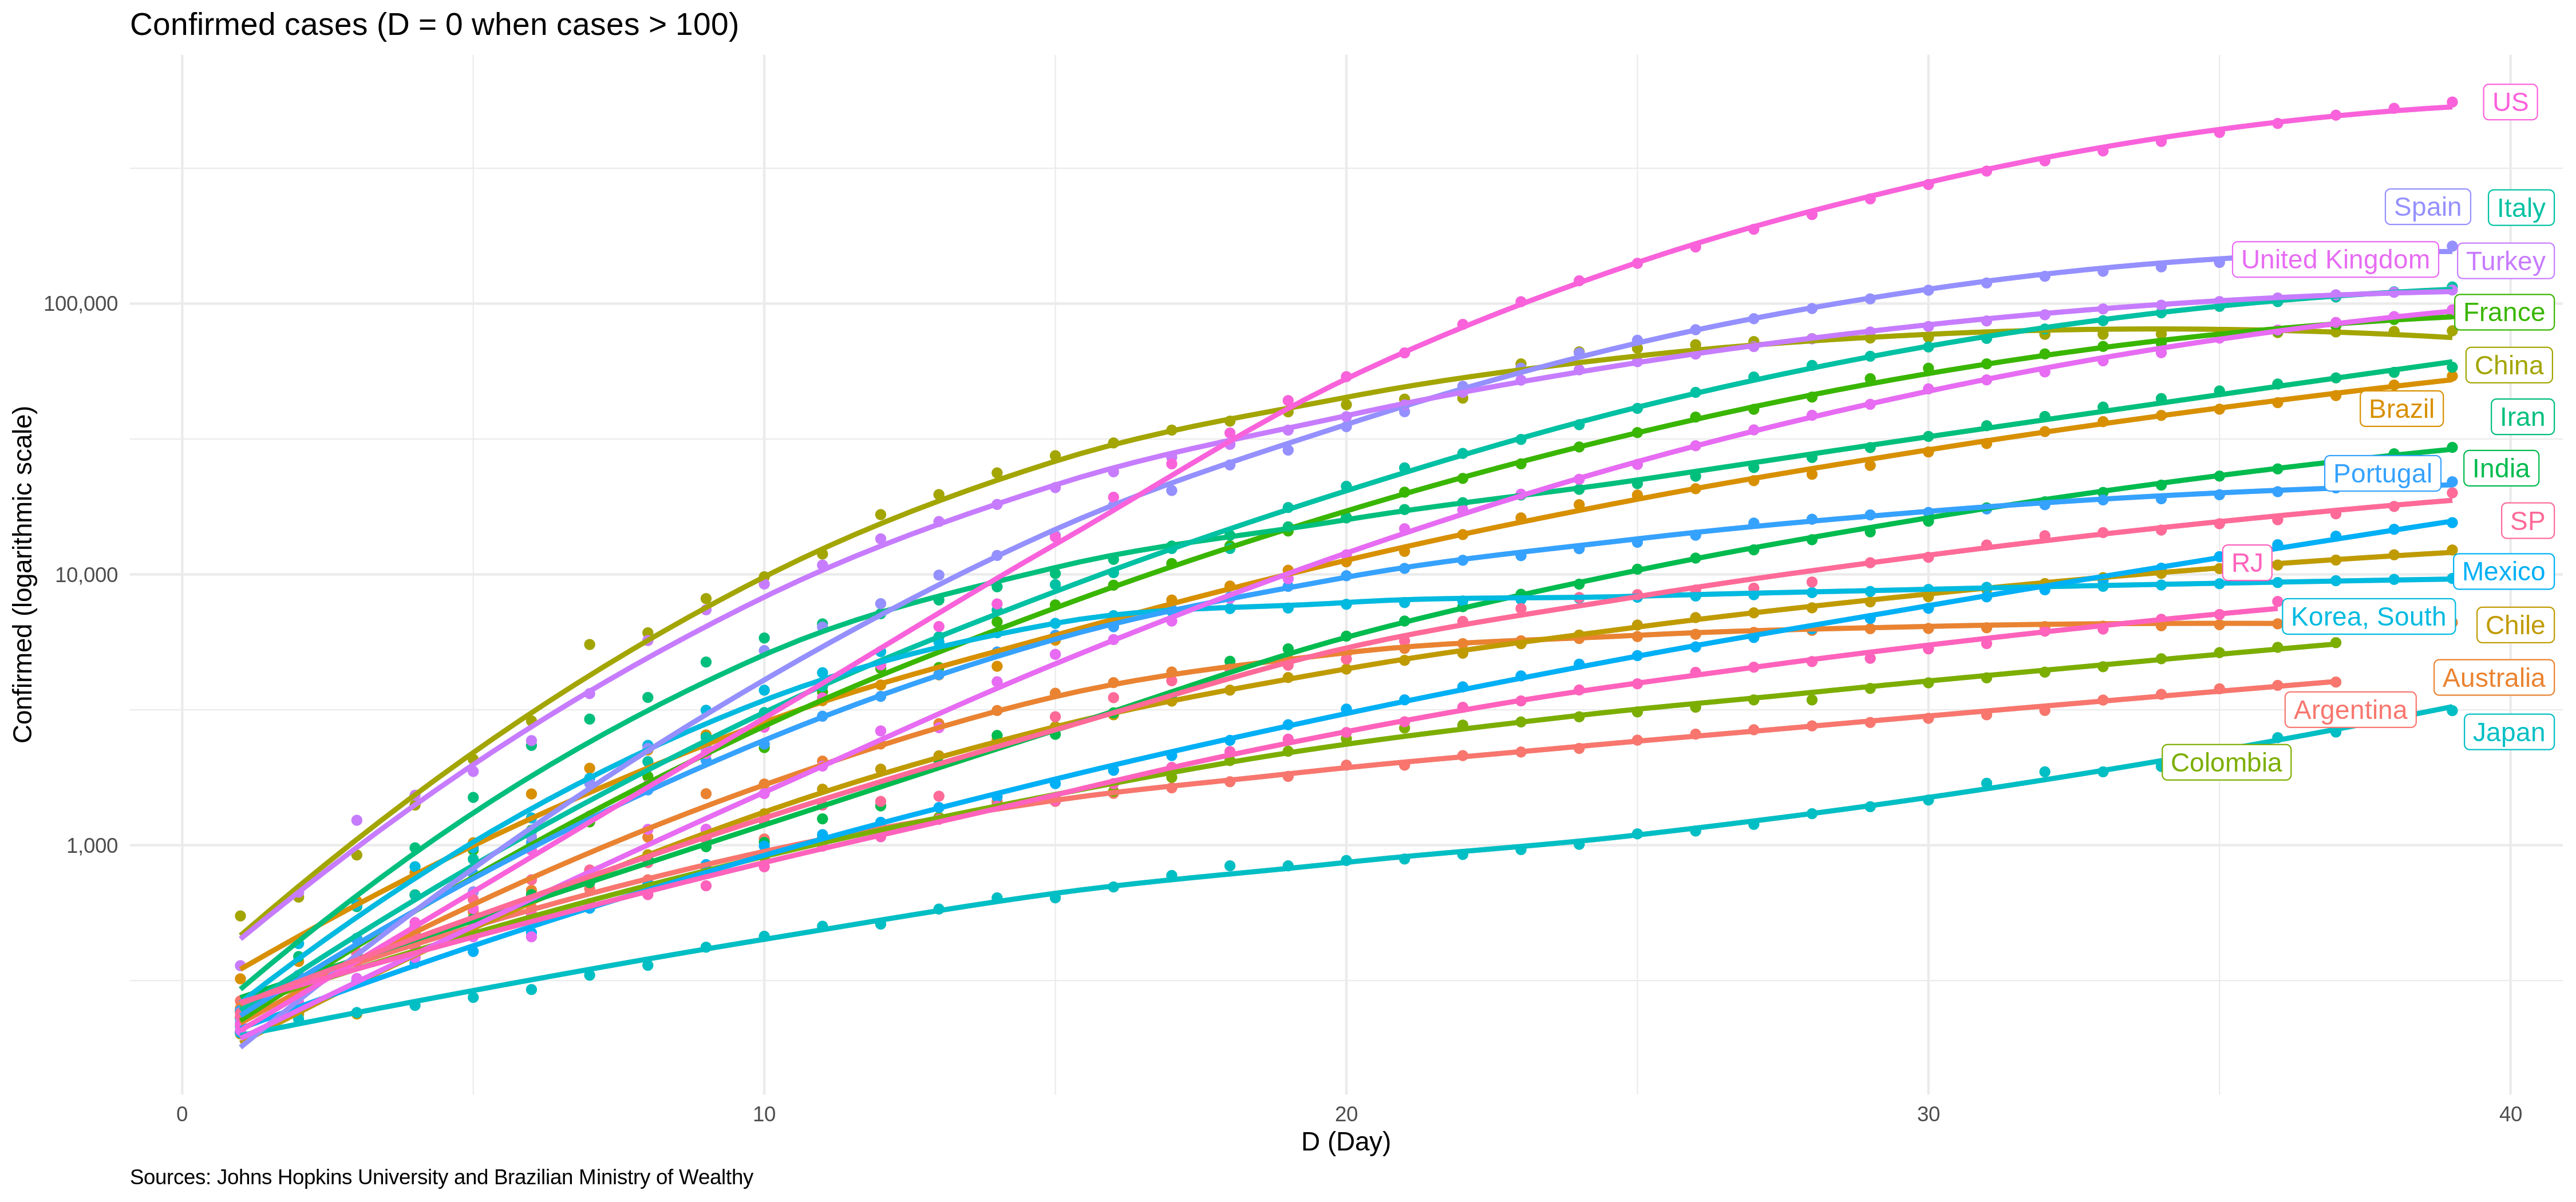 Confirmed cases (D = 0 when cases > 100)
US
Spain
Italy
United Kingdom
Turkey
100,000
France
China
Brazil
Iran
Portugal
India
SP
RJ
10,000
Mexico
Korea, South
Chile
Australia
Argentina
Japan
Colombia
1,000
Confirmed (logarithmic scale)
0
10
20
30
40
D (Day)
Sources: Johns Hopkins University and Brazilian Ministry of Wealthy